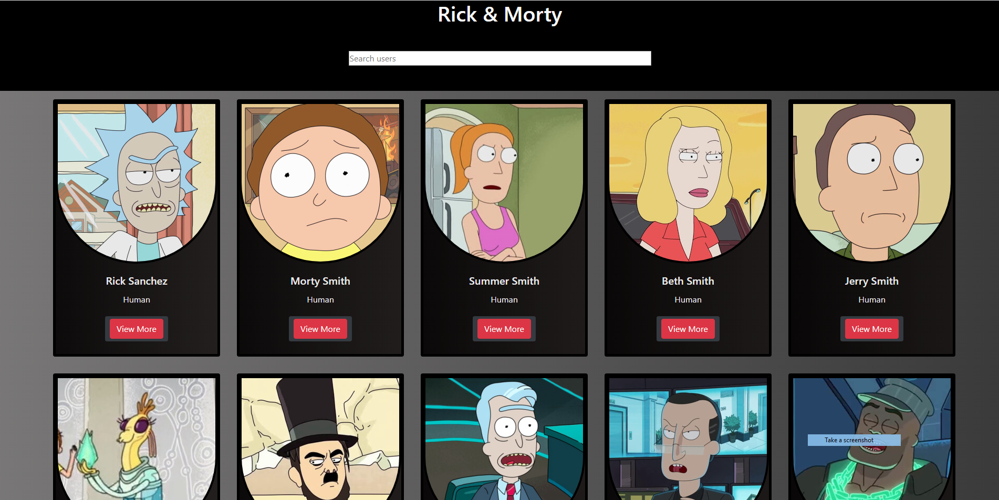 Rick & Morty
Search users
Rick Sanchez
Human
View More
Morty Smith
Human
View More
Summer Smith
Human
View More
Beth Smith
Human
View More
Jerry Smith
Human
View More
Take a screenshot